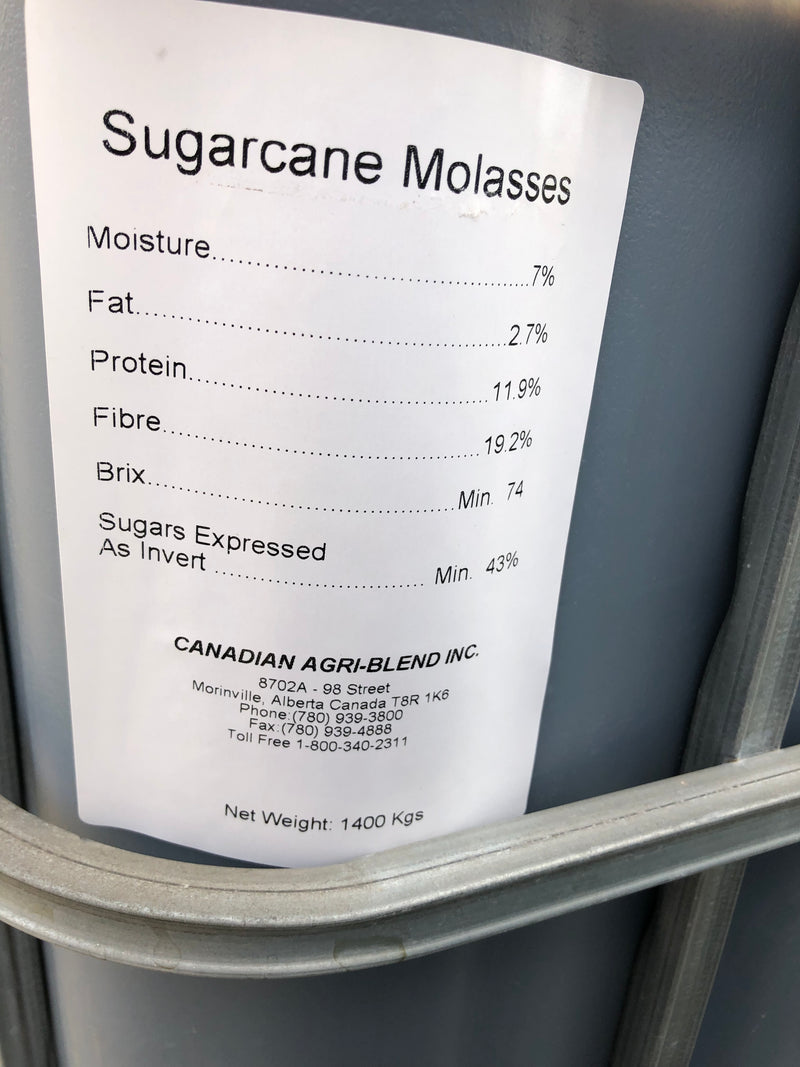 Sugarcane Molasses
Moisture..............................................7%
Fat....................................................2.7%
Protein..........................................11.9%
Fibre.............................................19.2%
Brix............................................Min. 74
Sugars Expressed
As Invert ............................. Min. 43%
CANADIAN AGRI-BLEND INC.
8702A - 98 Street
Morinville, Alberta Canada T8R 1K6
Phone:(780) 939-3800
Fax:(780) 939-4888
Toll Free 1-800-340-2311
Net Weight: 1400 Kgs